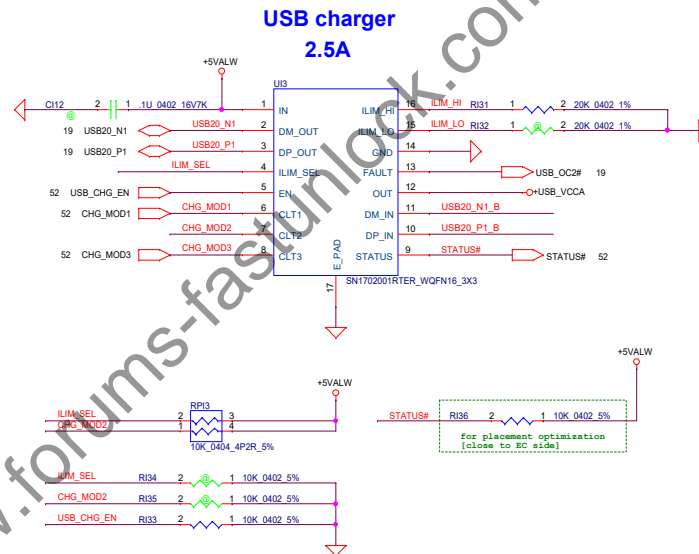 USB charger
2.5A
+5VALW
UI3
CI12 2 1 .1U_0402_16V7K
@
1 IN
ILIM_HI 16 ILIM_HI RI31 1 2 20K_0402_1%
19 USB20_N1 USB20_N1 2 DM_OUT
ILIM_LO 15 ILIM_LO RI32 1 @ 2 20K_0402_1%
19 USB20_P1 USB20_P1 3 DP_OUT
GND 14
ILIM_SEL 4 ILIM_SEL
FAULT 13 USB_OC2# 19
52 USB_CHG_EN 5 EN
OUT 12 +USB_VCCA
52 CHG_MOD1 CHG_MOD1 6 CLT1
DM_IN 11 USB20_N1_B
CHG_MOD2 7 CLT2
DP_IN 10 USB20_P1_B
52 CHG_MOD3 CHG_MOD3 8 CLT3
STATUS 9 STATUS# STATUS# 52
E_PAD
17
SN1702001RTER_WQFN16_3X3
+5VALW
RPI3
ILIM_SEL 2 3
CHG_MOD2 1 4
10K_0404_4P2R_5%
+5VALW
STATUS# RI36 2 1 10K_0402_5%
for placement optimization
[close to EC side]
ILIM_SEL RI34 2 @ 1 10K_0402_5%
CHG_MOD2 RI35 2 @ 1 10K_0402_5%
USB_CHG_EN RI33 2 1 10K_0402_5%
w.forums-fastunlock.com